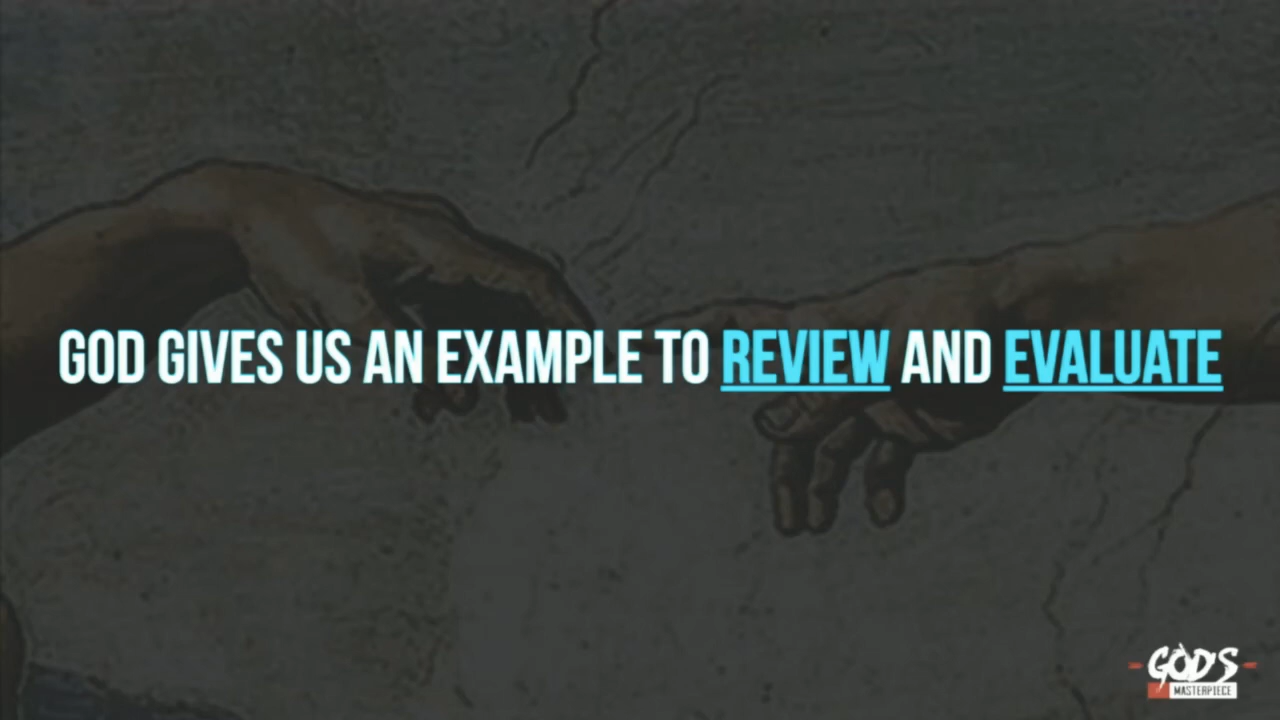 GOD GIVES US AN EXAMPLE TO REVIEW AND EVALUATE
GOD'S
MASTERPIECE